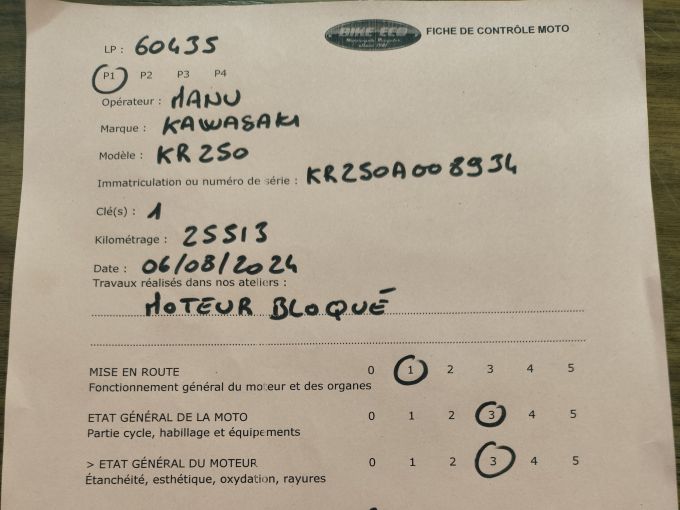 LP : 60435
BIKE ECO
FICHE DE CONTRÔLE MOTO
P1 P2 P3 P4
Opérateur : MANU
Marque : KAWASAKI
Modèle : KR 250
Immatriculation ou numéro de série : KR250A008934
Clé(s) : 1
Kilométrage : 25513
Date : 06/08/2024
Travaux réalisés dans nos ateliers :
MOTEUR BLOQUÉ
MISE EN ROUTE 0 1 2 3 4 5
Fonctionnement général du moteur et des organes
ETAT GÉNÉRAL DE LA MOTO 0 1 2 3 4 5
Partie cycle, habillage et équipements
> ETAT GÉNÉRAL DU MOTEUR 0 1 2 3 4 5
Étanchéité, esthétique, oxydation, rayures